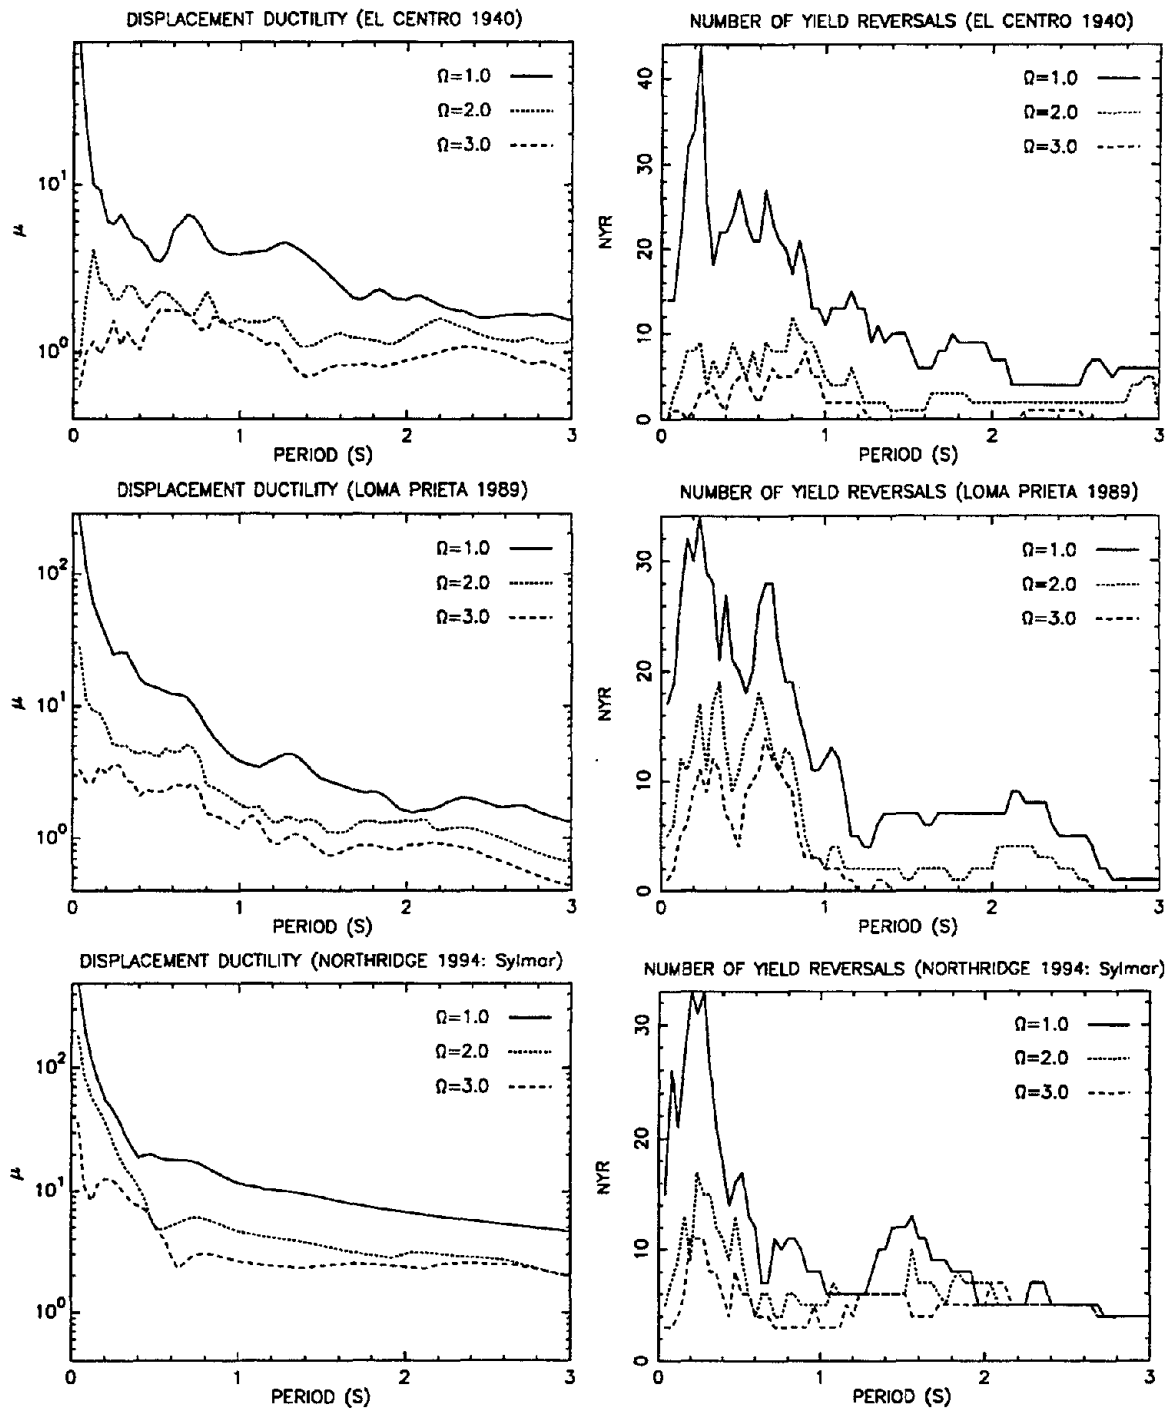 DISPLACEMENT DUCTILITY (EL CENTRO 1940)
Ω=1.0
Ω=2.0
Ω=3.0
10¹
10⁰
μ
0 1 2 3
PERIOD (S)
NUMBER OF YIELD REVERSALS (EL CENTRO 1940)
Ω=1.0
Ω=2.0
Ω=3.0
40
30
20
10
0
NYR
0 1 2 3
PERIOD (S)
DISPLACEMENT DUCTILITY (LOMA PRIETA 1989)
Ω=1.0
Ω=2.0
Ω=3.0
10²
10¹
10⁰
μ
0 1 2 3
PERIOD (S)
NUMBER OF YIELD REVERSALS (LOMA PRIETA 1989)
Ω=1.0
Ω=2.0
Ω=3.0
30
20
10
0
NYR
0 1 2 3
PERIOD (S)
DISPLACEMENT DUCTILITY (NORTHRIDGE 1994: Sylmar)
Ω=1.0
Ω=2.0
Ω=3.0
10²
10¹
10⁰
μ
0 1 2 3
PERIOD (S)
NUMBER OF YIELD REVERSALS (NORTHRIDGE 1994: Sylmar)
Ω=1.0
Ω=2.0
Ω=3.0
30
20
10
0
NYR
0 1 2 3
PERIOD (S)